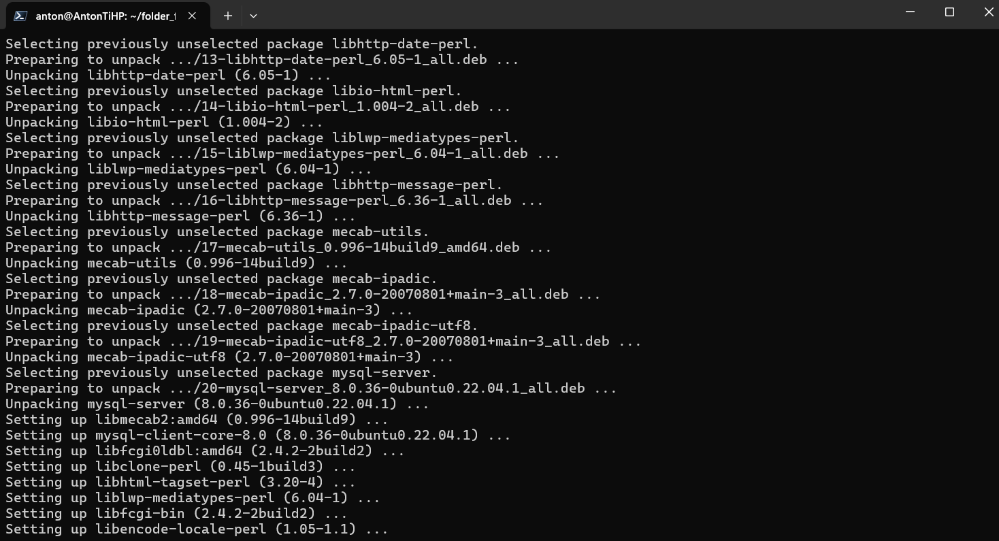 anton@AntonTiHP: ~/folder_f
Selecting previously unselected package libhttp-date-perl.
Preparing to unpack .../13-libhttp-date-perl_6.05-1_all.deb ...
Unpacking libhttp-date-perl (6.05-1) ...
Selecting previously unselected package libio-html-perl.
Preparing to unpack .../14-libio-html-perl_1.004-2_all.deb ...
Unpacking libio-html-perl (1.004-2) ...
Selecting previously unselected package liblwp-mediatypes-perl.
Preparing to unpack .../15-liblwp-mediatypes-perl_6.04-1_all.deb ...
Unpacking liblwp-mediatypes-perl (6.04-1) ...
Selecting previously unselected package libhttp-message-perl.
Preparing to unpack .../16-libhttp-message-perl_6.36-1_all.deb ...
Unpacking libhttp-message-perl (6.36-1) ...
Selecting previously unselected package mecab-utils.
Preparing to unpack .../17-mecab-utils_0.996-14build9_amd64.deb ...
Unpacking mecab-utils (0.996-14build9) ...
Selecting previously unselected package mecab-ipadic.
Preparing to unpack .../18-mecab-ipadic_2.7.0-20070801+main-3_all.deb ...
Unpacking mecab-ipadic (2.7.0-20070801+main-3) ...
Selecting previously unselected package mecab-ipadic-utf8.
Preparing to unpack .../19-mecab-ipadic-utf8_2.7.0-20070801+main-3_all.deb ...
Unpacking mecab-ipadic-utf8 (2.7.0-20070801+main-3) ...
Selecting previously unselected package mysql-server.
Preparing to unpack .../20-mysql-server_8.0.36-0ubuntu0.22.04.1_all.deb ...
Unpacking mysql-server (8.0.36-0ubuntu0.22.04.1) ...
Setting up libmecab2:amd64 (0.996-14build9) ...
Setting up mysql-client-core-8.0 (8.0.36-0ubuntu0.22.04.1) ...
Setting up libfcgi0ldbl:amd64 (2.4.2-2build2) ...
Setting up libclone-perl (0.45-1build3) ...
Setting up libhtml-tagset-perl (3.20-4) ...
Setting up liblwp-mediatypes-perl (6.04-1) ...
Setting up libfcgi-bin (2.4.2-2build2) ...
Setting up libencode-locale-perl (1.05-1.1) ...